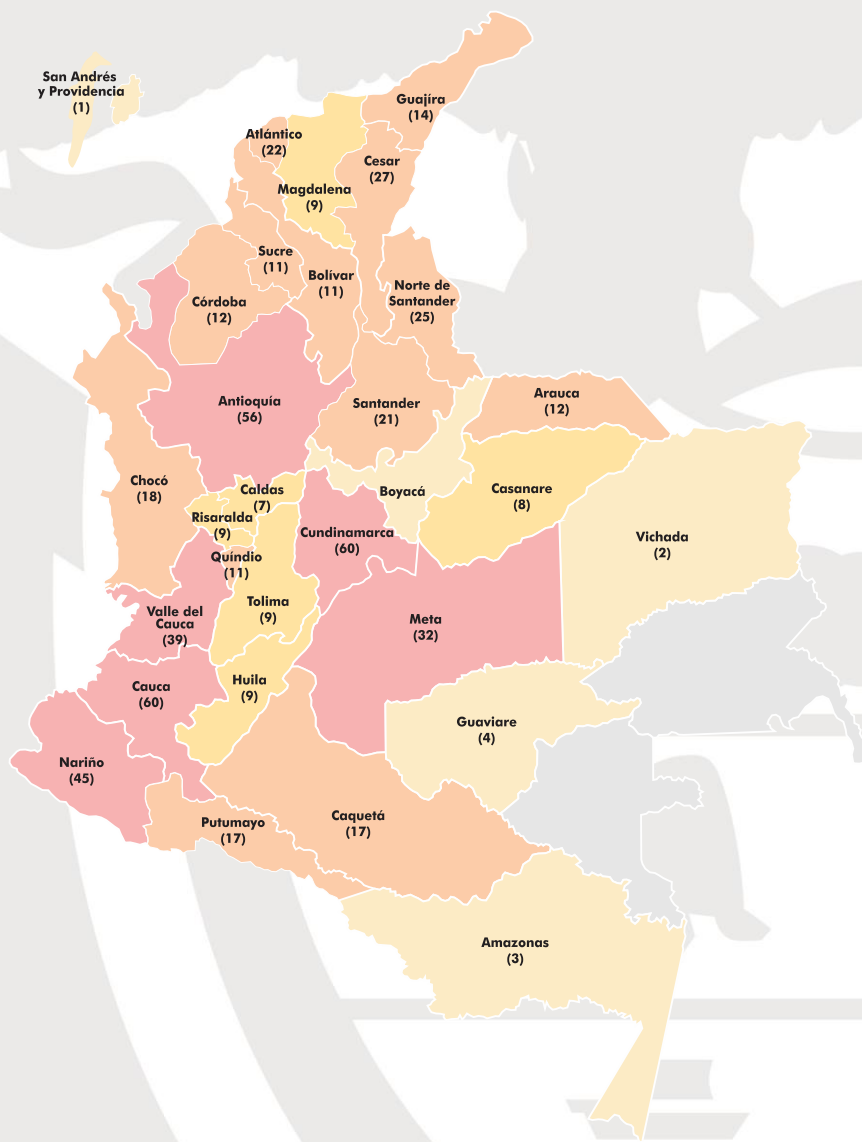 San Andrés
y Providencia
(1)
Guajíra
(14)
Atlántico
(22)
Cesar
(27)
Magdalena
(9)
Sucre
(11)
Bolívar
(11)
Norte de
Santander
(25)
Córdoba
(12)
Antioquía
(56)
Santander
(21)
Arauca
(12)
Chocó
(18)
Caldas
(7)
Boyacá
Casanare
(8)
Risaralda
(9)
Cundinamarca
(60)
Vichada
(2)
Quíndio
(11)
Tolima
(9)
Valle del
Cauca
(39)
Meta
(32)
Cauca
(60)
Huila
(9)
Guaviare
(4)
Nariño
(45)
Putumayo
(17)
Caquetá
(17)
Amazonas
(3)